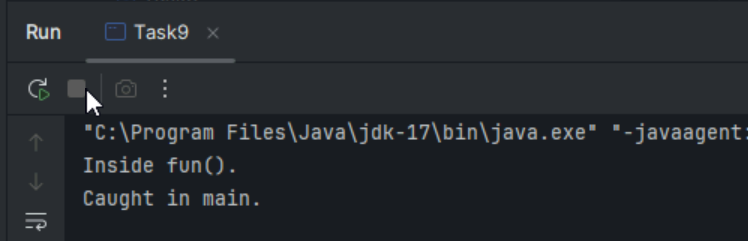 Run Task9
"C:\Program Files\Java\jdk-17\bin\java.exe" "-javaagent:
Inside fun().
Caught in main.